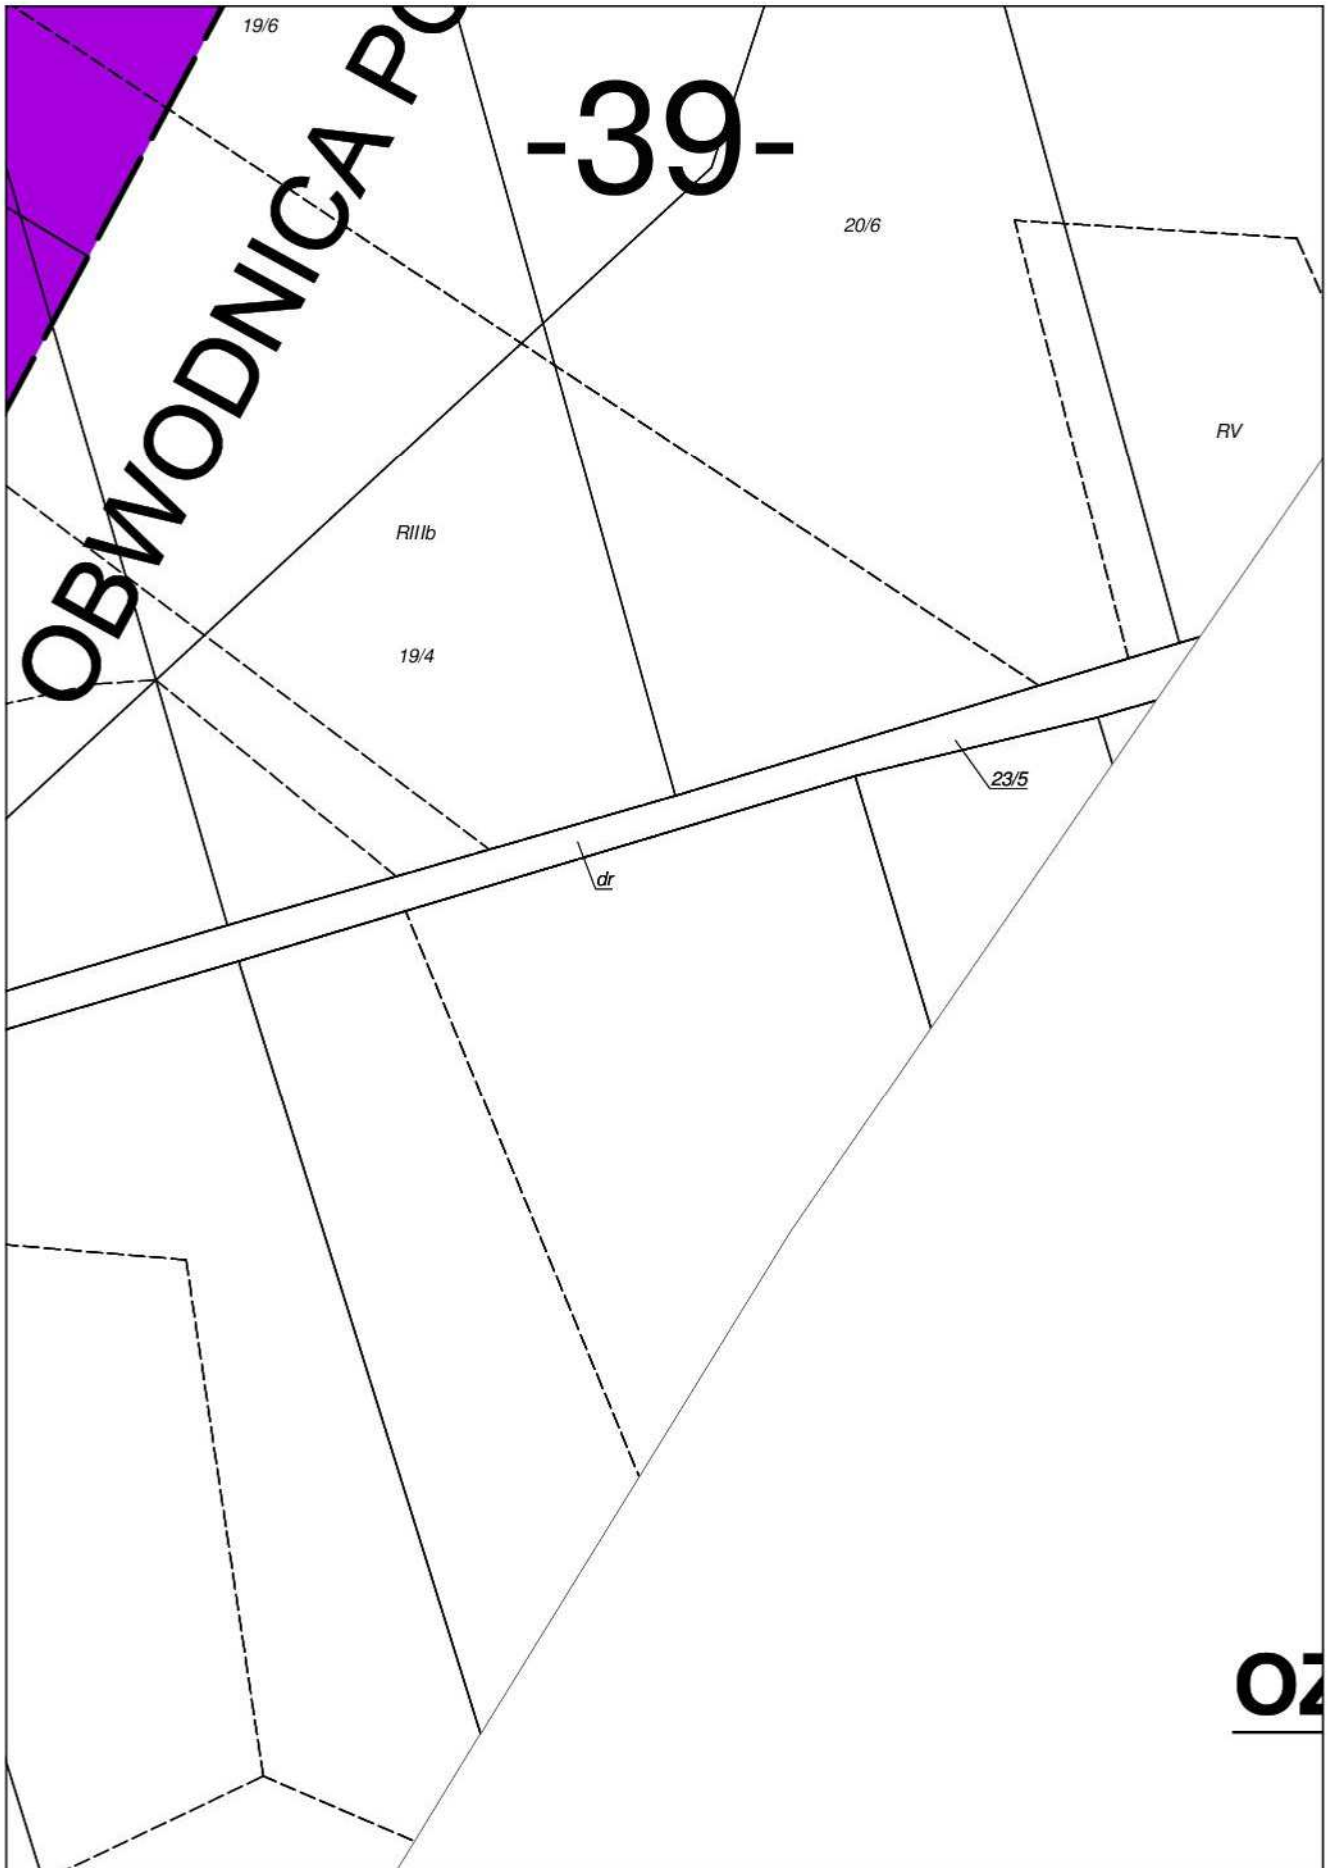 19/6
OBWODNICA PO
-39-
20/6
RV
RIIIb
19/4
23/5
dr
OZ